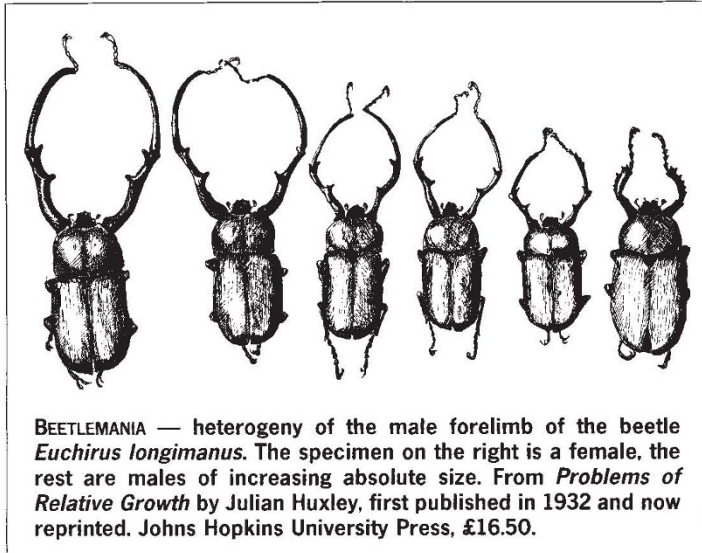 BEETLEMANIA — heterogeny of the male forelimb of the beetle
Euchirus longimanus. The specimen on the right is a female, the
rest are males of increasing absolute size. From Problems of
Relative Growth by Julian Huxley, first published in 1932 and now
reprinted. Johns Hopkins University Press, £16.50.